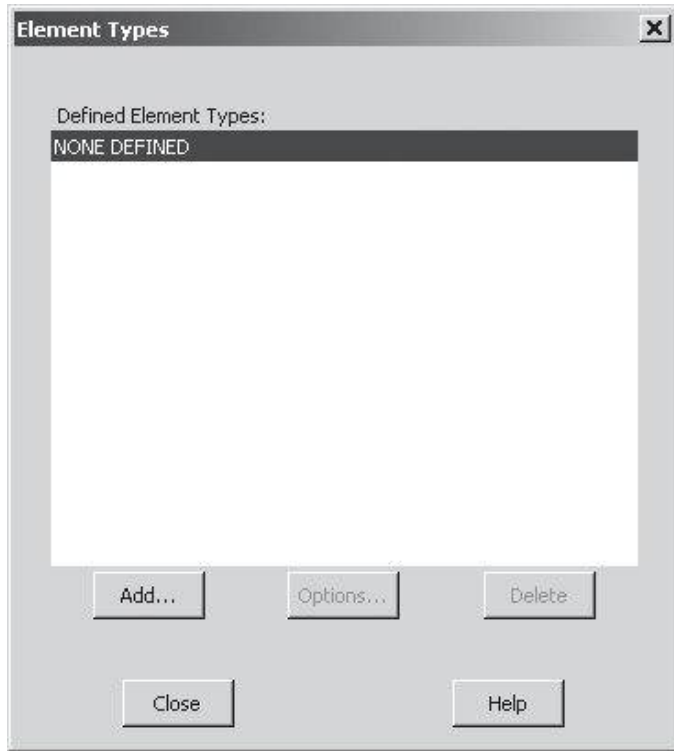 Element Types
Defined Element Types:
NONE DEFINED
Add... Options... Delete
Close Help